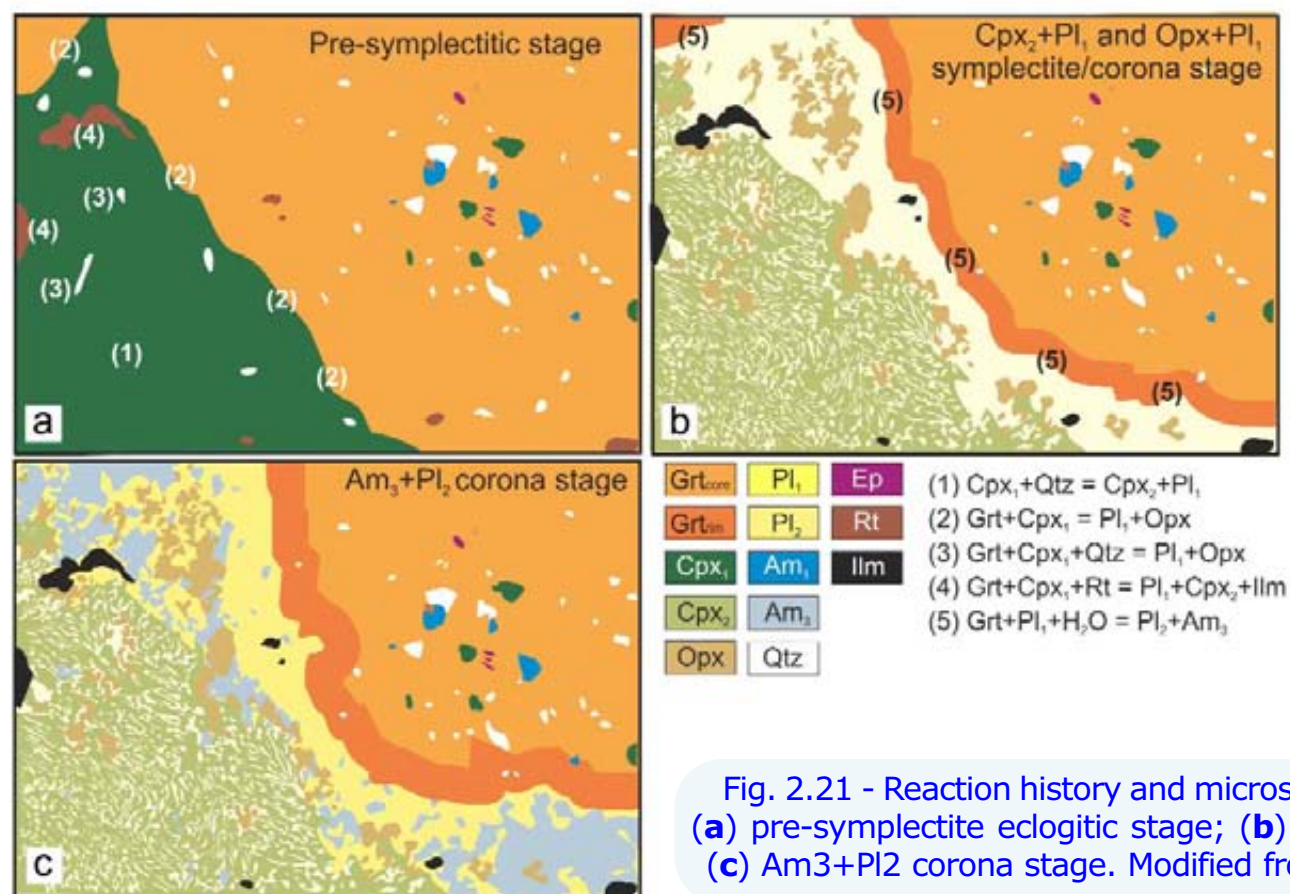 Pre-symplectitic stage
(2)
(4)
(2)
(3)
(4)
(3)
(2)
(1)
(2)
a
Cpx₂+Pl₁ and Opx+Pl₁
symplectite/corona stage
(5)
(5)
(5)
(5)
(5)
b
Am₃+Pl₂ corona stage
c
Grtcore Pl₁ Ep
Grtrim Pl₂ Rt
Cpx₁ Am₁ Ilm
Cpx₂ Am₃
Opx Qtz
(1) Cpx₁+Qtz = Cpx₂+Pl₁
(2) Grt+Cpx₁ = Pl₁+Opx
(3) Grt+Cpx₁+Qtz = Pl₁+Opx
(4) Grt+Cpx₁+Rt = Pl₁+Cpx₂+Ilm
(5) Grt+Pl₁+H₂O = Pl₂+Am₃
Fig. 2.21 - Reaction history and micros
(a) pre-symplectite eclogitic stage; (b)
(c) Am3+Pl2 corona stage. Modified fr